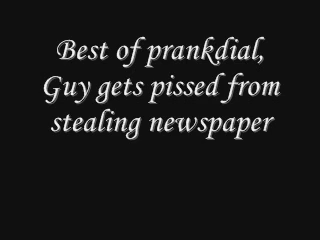 Best of prankdial,
Guy gets pissed from
stealing newspaper